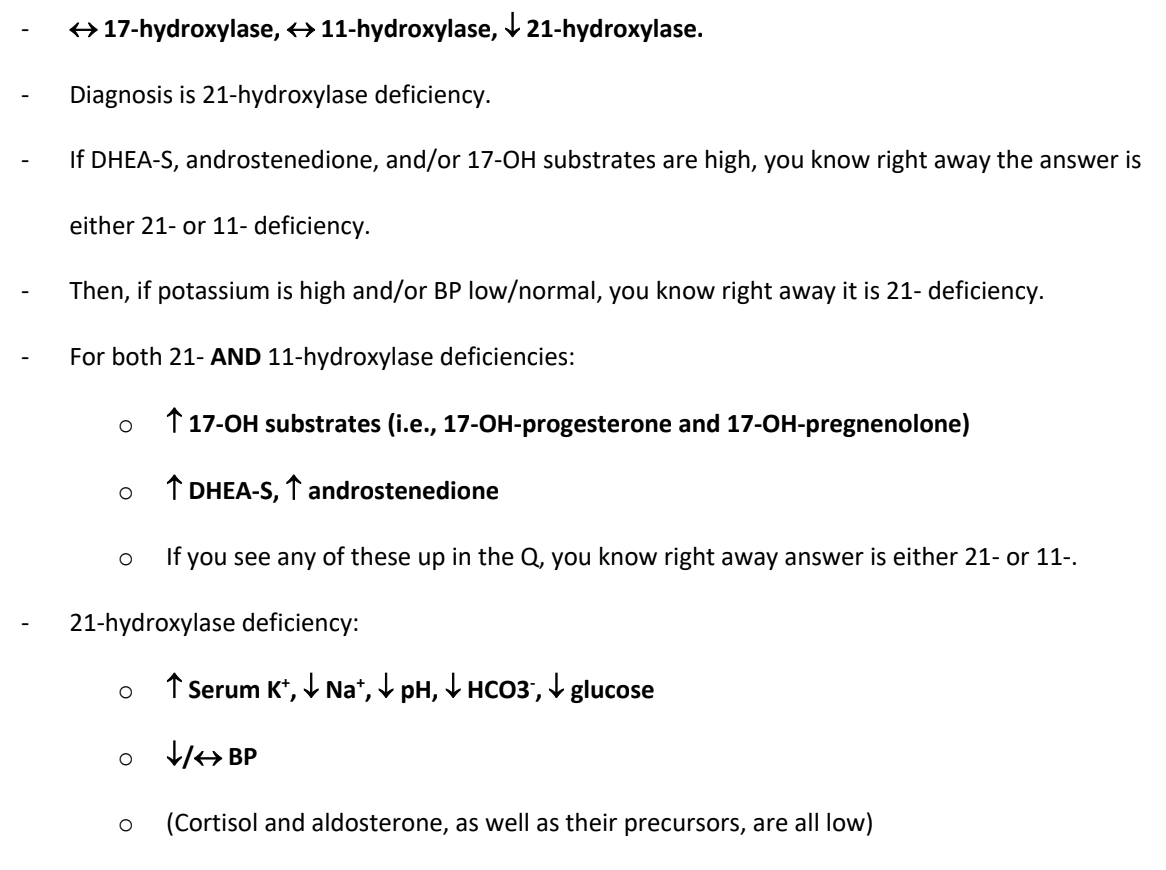 - ↔ 17-hydroxylase, ↔ 11-hydroxylase, ↓ 21-hydroxylase.
- Diagnosis is 21-hydroxylase deficiency.
- If DHEA-S, androstenedione, and/or 17-OH substrates are high, you know right away the answer is
either 21- or 11- deficiency.
- Then, if potassium is high and/or BP low/normal, you know right away it is 21- deficiency.
- For both 21- AND 11-hydroxylase deficiencies:
o ↑ 17-OH substrates (i.e., 17-OH-progesterone and 17-OH-pregnenolone)
o ↑ DHEA-S, ↑ androstenedione
o If you see any of these up in the Q, you know right away answer is either 21- or 11-.
- 21-hydroxylase deficiency:
o ↑ Serum K⁺, ↓ Na⁺, ↓ pH, ↓ HCO3⁻, ↓ glucose
o ↓/↔ BP
o (Cortisol and aldosterone, as well as their precursors, are all low)